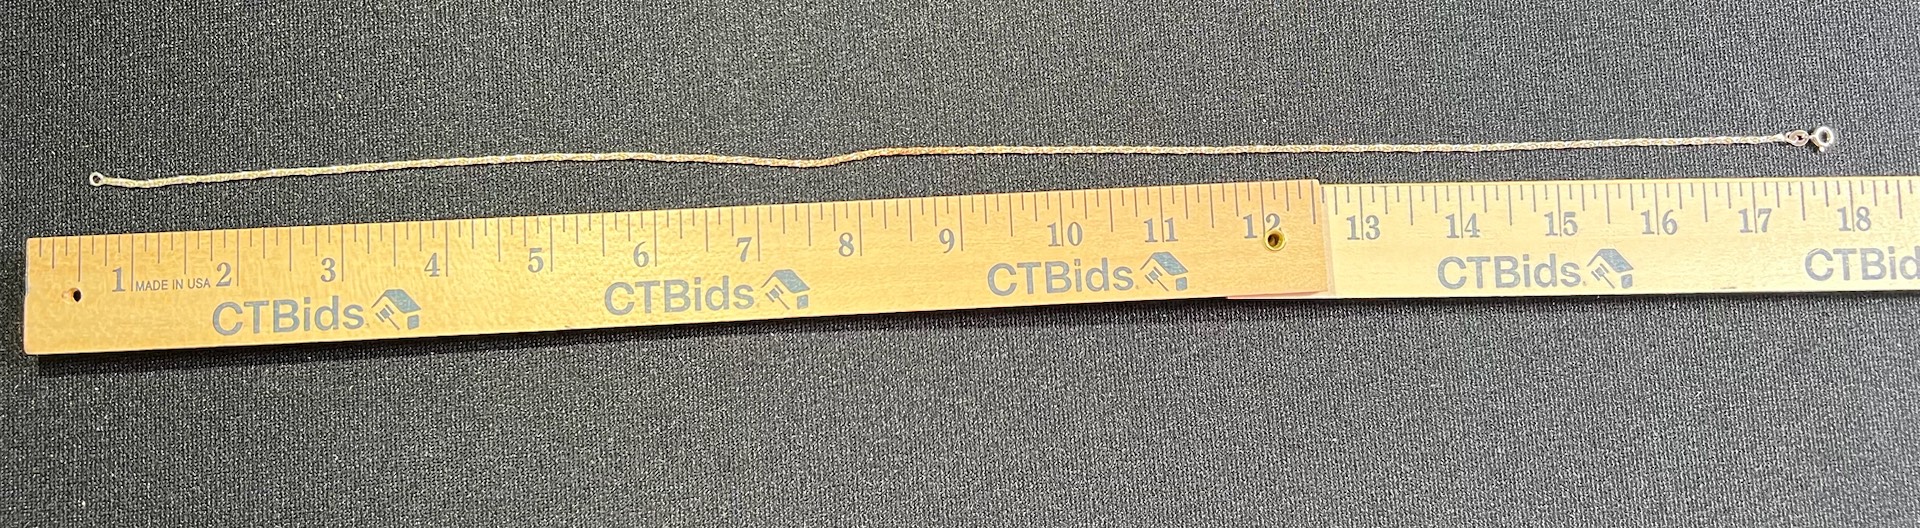 1 MADE IN USA 2 3 4 5 6 7 8 9 10 11 12 13 14 15 16 17 18
CTBids CTBids CTBids CTBids CTBids